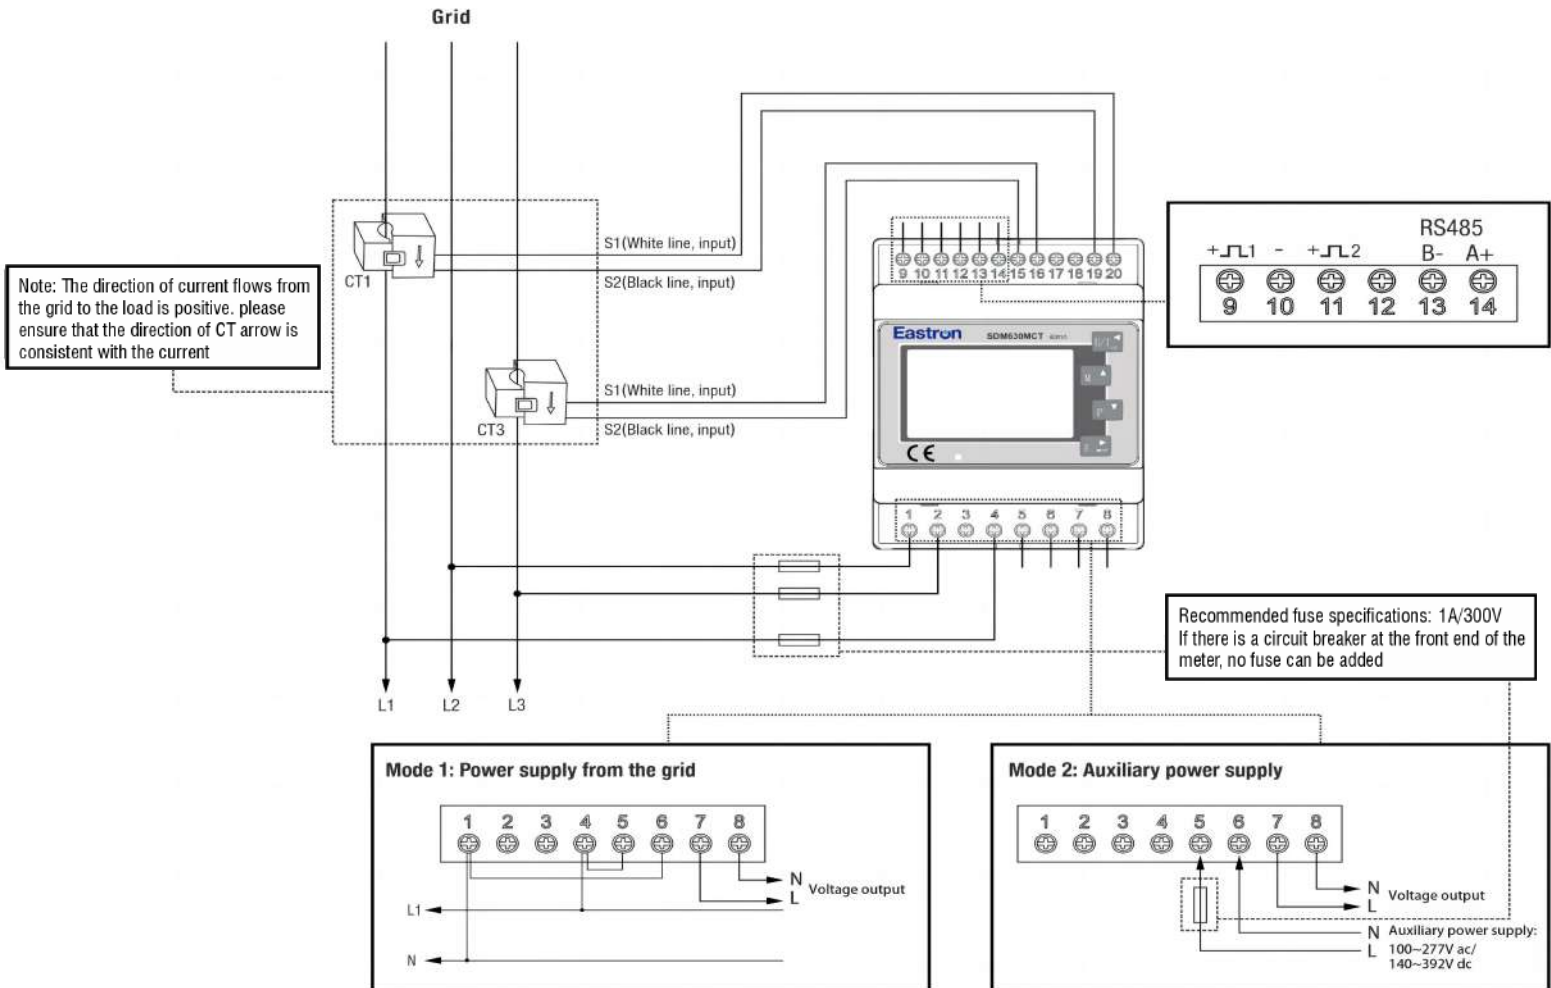 Grid
S1(White line, input)
S2(Black line, input)
CT1
Note: The direction of current flows from
the grid to the load is positive. please
ensure that the direction of CT arrow is
consistent with the current
S1(White line, input)
S2(Black line, input)
CT3
9 10 11 12 13 14 15 16 17 18 19 20
RS485
+ 1 - + 2 B- A+
9 10 11 12 13 14
Eastron SDM630MCT
M
P
CE
1 2 3 4 5 6 7 8
Recommended fuse specifications: 1A/300V
If there is a circuit breaker at the front end of the
meter, no fuse can be added
L1 L2 L3
Mode 1: Power supply from the grid
1 2 3 4 5 6 7 8
N
L
Voltage output
L1
N
Mode 2: Auxiliary power supply
1 2 3 4 5 6 7 8
N
L
Voltage output
N
L
Auxiliary power supply:
100~277V ac/
140~392V dc